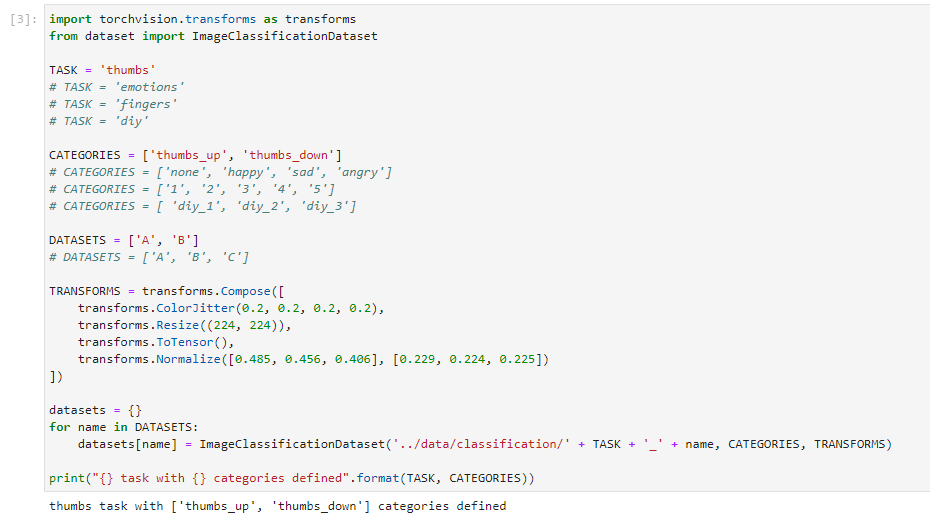 [3]: import torchvision.transforms as transforms
from dataset import ImageClassificationDataset

TASK = 'thumbs'
# TASK = 'emotions'
# TASK = 'fingers'
# TASK = 'diy'

CATEGORIES = ['thumbs_up', 'thumbs_down']
# CATEGORIES = ['none', 'happy', 'sad', 'angry']
# CATEGORIES = ['1', '2', '3', '4', '5']
# CATEGORIES = [ 'diy_1', 'diy_2', 'diy_3']

DATASETS = ['A', 'B']
# DATASETS = ['A', 'B', 'C']

TRANSFORMS = transforms.Compose([
    transforms.ColorJitter(0.2, 0.2, 0.2, 0.2),
    transforms.Resize((224, 224)),
    transforms.ToTensor(),
    transforms.Normalize([0.485, 0.456, 0.406], [0.229, 0.224, 0.225])
])

datasets = {}
for name in DATASETS:
    datasets[name] = ImageClassificationDataset('../data/classification/' + TASK + '_' + name, CATEGORIES, TRANSFORMS)

print("{} task with {} categories defined".format(TASK, CATEGORIES))
thumbs task with ['thumbs_up', 'thumbs_down'] categories defined